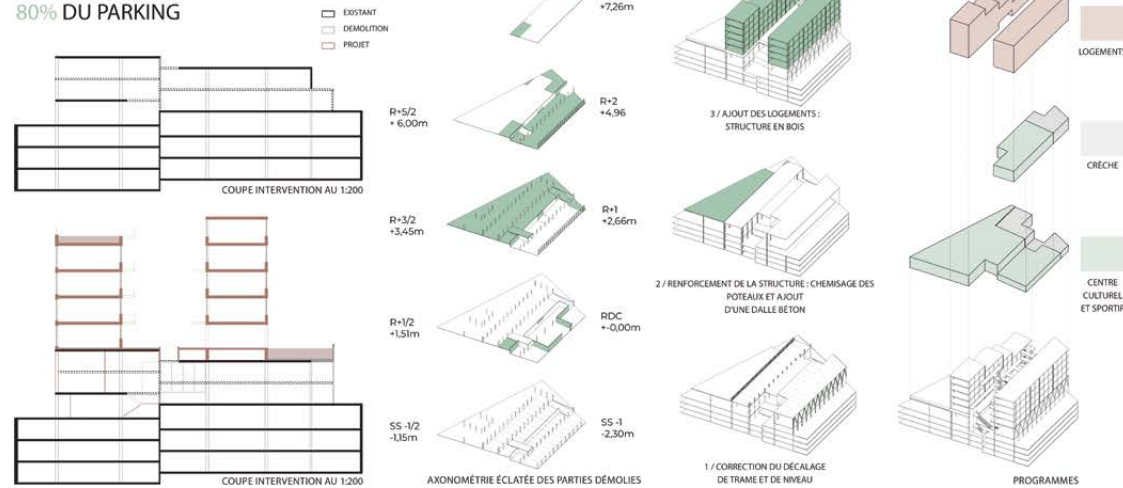 80% DU PARKING
EXISTANT
DEMOLITION
PROJET
COUPE INTERVENTION AU 1:200
COUPE INTERVENTION AU 1:200
+7,26m
R+5/2
+ 6,00m
R+2
+4,96
R+3/2
+3,45m
R+1
+2,66m
R+1/2
+1,51m
RDC
+-0,00m
SS -1/2
-1,15m
SS -1
-2,30m
AXONOMÉTRIE ÉCLATÉE DES PARTIES DÉMOLIES
3 / AJOUT DES LOGEMENTS :
STRUCTURE EN BOIS
2 / RENFORCEMENT DE LA STRUCTURE : CHEMISAGE DES
POTEAUX ET AJOUT
D'UNE DALLE BÉTON
1 / CORRECTION DU DÉCALAGE
DE TRAME ET DE NIVEAU
LOGEMENTS
CRÈCHE
CENTRE
CULTUREL
ET SPORTIF
PROGRAMMES